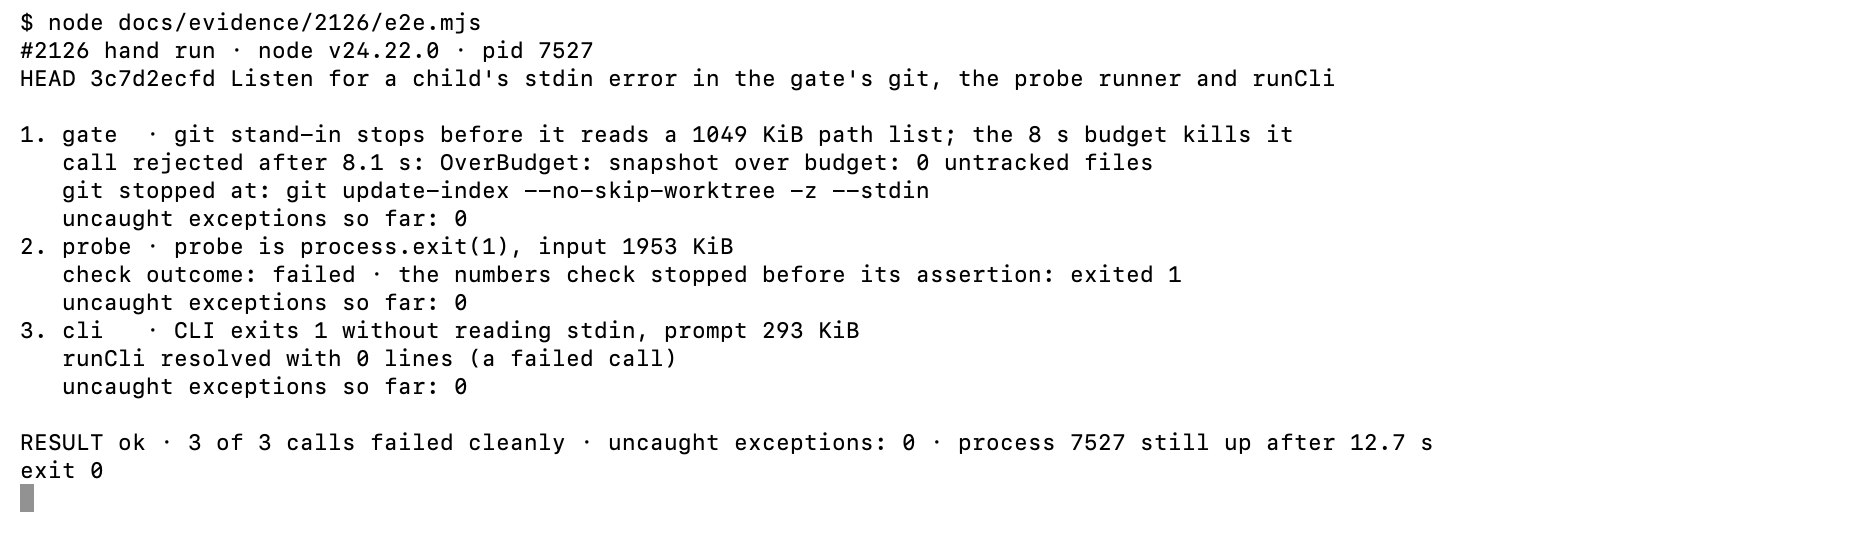 $ node docs/evidence/2126/e2e.mjs
#2126 hand run · node v24.22.0 · pid 7527
HEAD 3c7d2ecfd Listen for a child's stdin error in the gate's git, the probe runner and runCli

1. gate  · git stand-in stops before it reads a 1049 KiB path list; the 8 s budget kills it
   call rejected after 8.1 s: OverBudget: snapshot over budget: 0 untracked files
   git stopped at: git update-index --no-skip-worktree -z --stdin
   uncaught exceptions so far: 0
2. probe · probe is process.exit(1), input 1953 KiB
   check outcome: failed · the numbers check stopped before its assertion: exited 1
   uncaught exceptions so far: 0
3. cli   · CLI exits 1 without reading stdin, prompt 293 KiB
   runCli resolved with 0 lines (a failed call)
   uncaught exceptions so far: 0

RESULT ok · 3 of 3 calls failed cleanly · uncaught exceptions: 0 · process 7527 still up after 12.7 s
exit 0